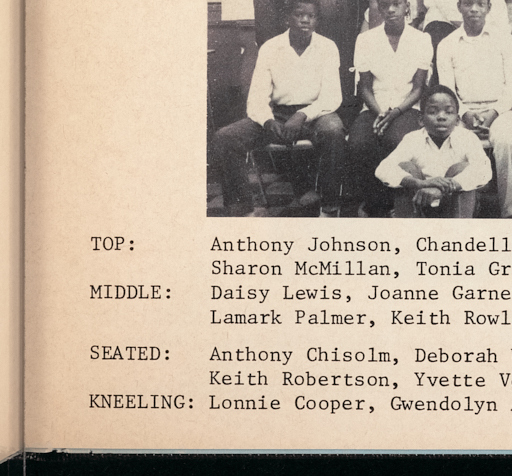 TOP: Anthony Johnson, Chandell
Sharon McMillan, Tonia Gr
MIDDLE: Daisy Lewis, Joanne Garne
Lamark Palmer, Keith Rowl
SEATED: Anthony Chisolm, Deborah
Keith Robertson, Yvette V
KNEELING: Lonnie Cooper, Gwendolyn